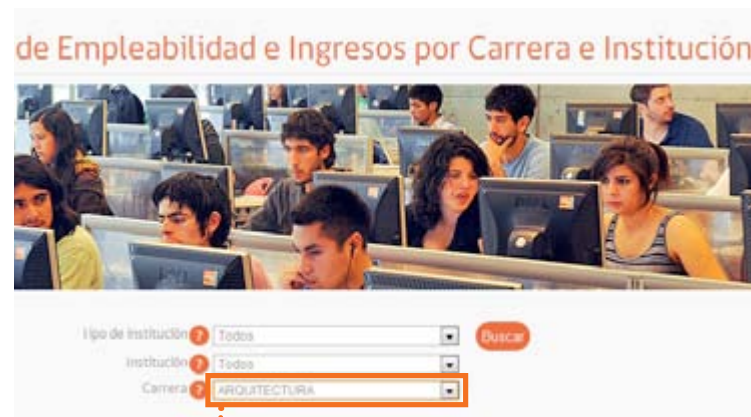 de Empleabilidad e Ingresos por Carrera e Institución
Tipo de institución ? Todos Buscar
Institución ? Todos
Carrera ? ARQUITECTURA